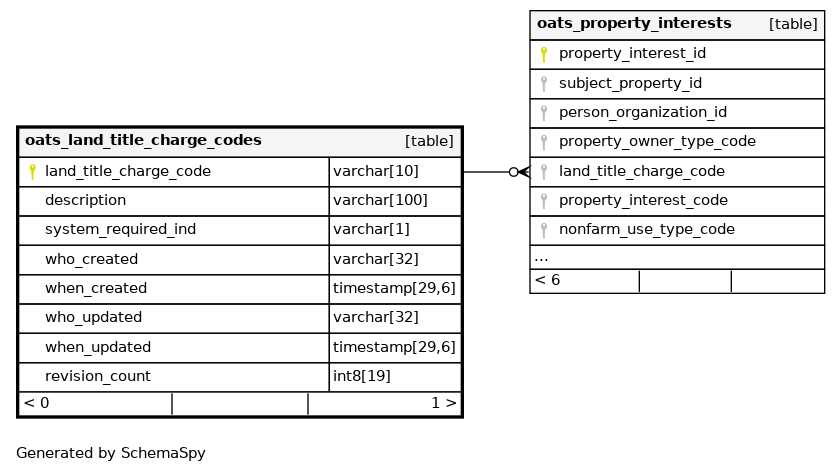 oats_property_interests [table]
property_interest_id
subject_property_id
person_organization_id
property_owner_type_code
land_title_charge_code
property_interest_code
nonfarm_use_type_code
...
< 6
oats_land_title_charge_codes [table]
land_title_charge_code varchar[10]
description varchar[100]
system_required_ind varchar[1]
who_created varchar[32]
when_created timestamp[29,6]
who_updated varchar[32]
when_updated timestamp[29,6]
revision_count int8[19]
< 0 1 >
Generated by SchemaSpy